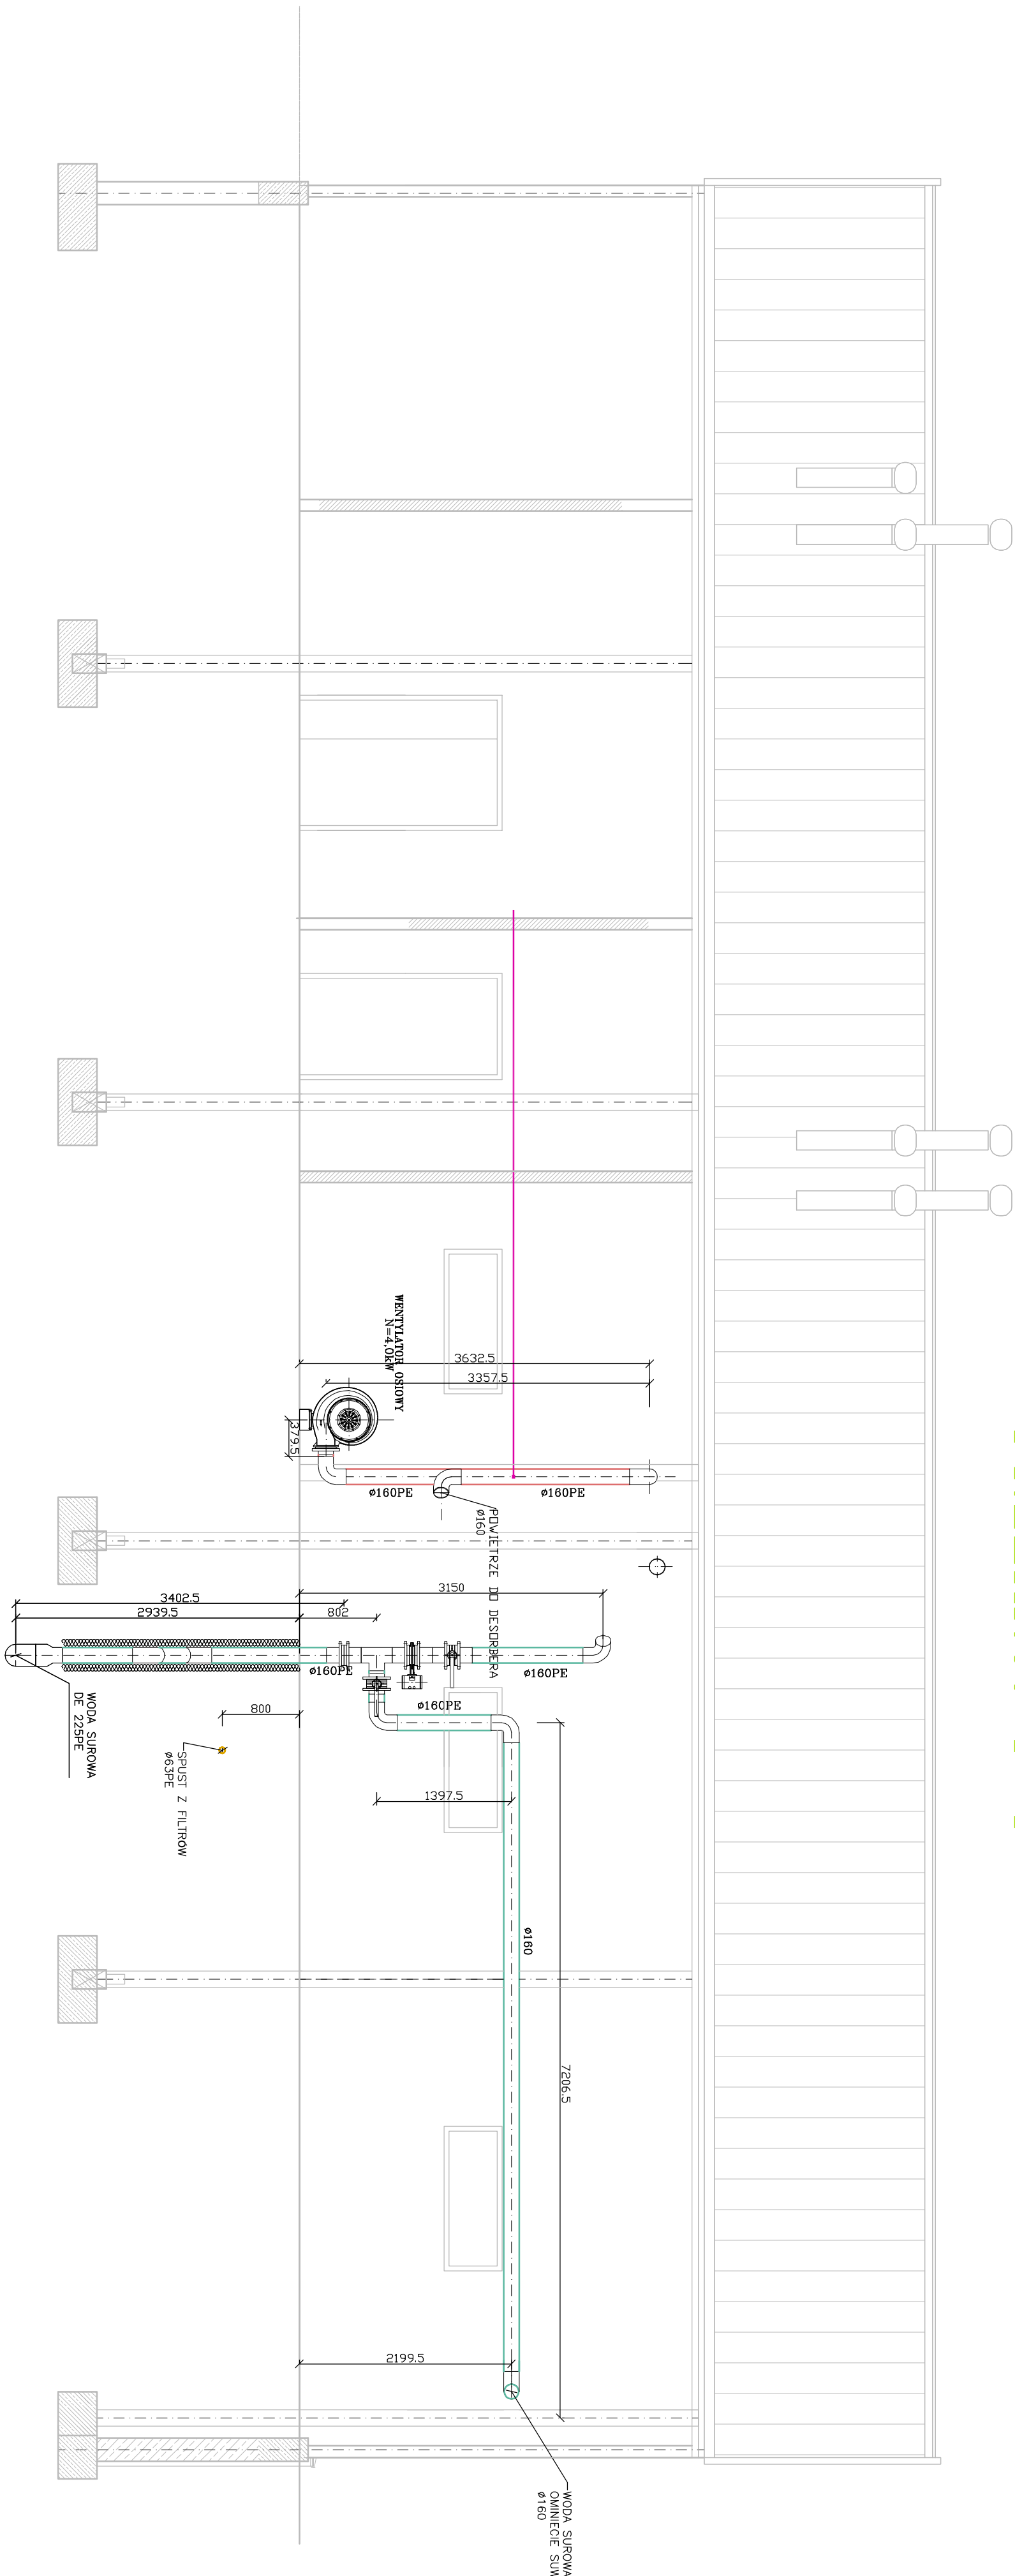 WENTYLATOR OSIOWY
N=4,0kW
3632.5
3357.5
379.5
ø160PE
ø160PE
POWIETRZE DO DESORBERA
ø160
3150
3402.5
2939.5
802
ø160PE
ø160PE
ø160PE
WODA SUROWA
DE 225PE
800
SPUST Z FILTRÓW
ø63PE
1397.5
ø160
7206.5
2199.5
WODA SUROWA
OMINIECIE SUW
ø160